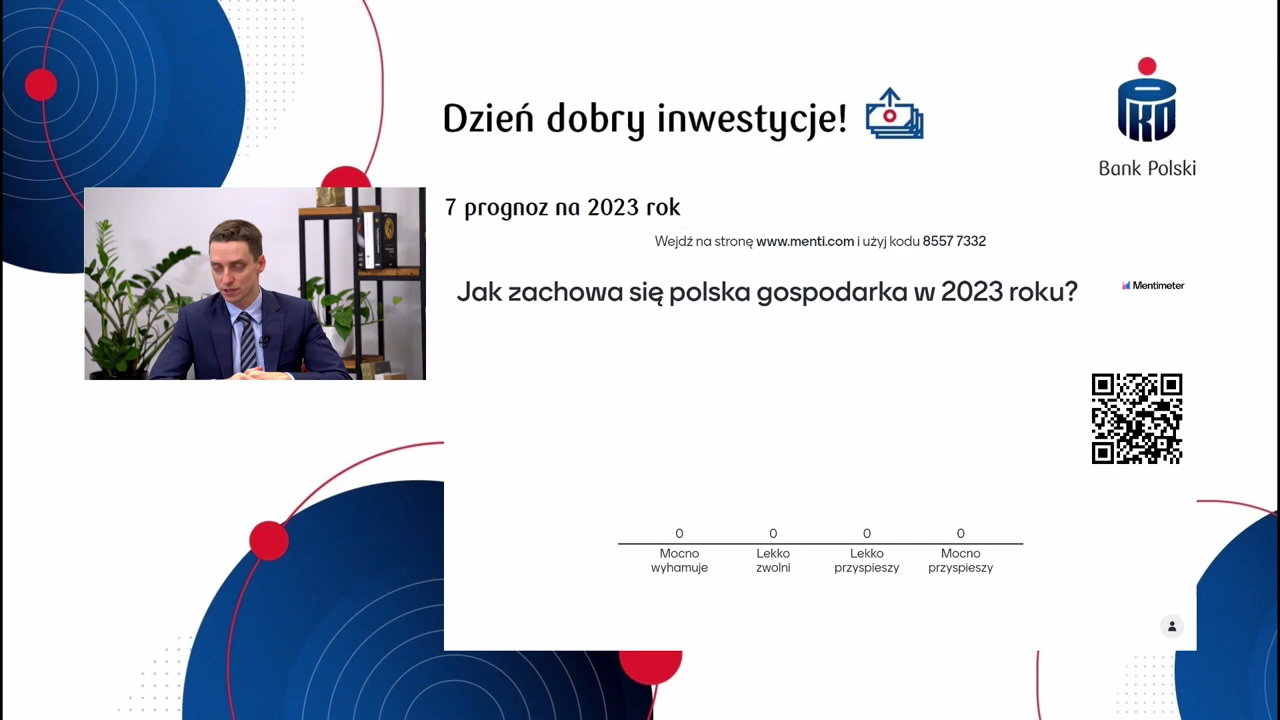 Dzień dobry inwestycje!
PKO
Bank Polski
7 prognoz na 2023 rok
Wejdź na stronę www.menti.com i użyj kodu 8557 7332
Jak zachowa się polska gospodarka w 2023 roku?
Mentimeter
0 0 0 0
Mocno wyhamuje
Lekko zwolni
Lekko przyspieszy
Mocno przyspieszy